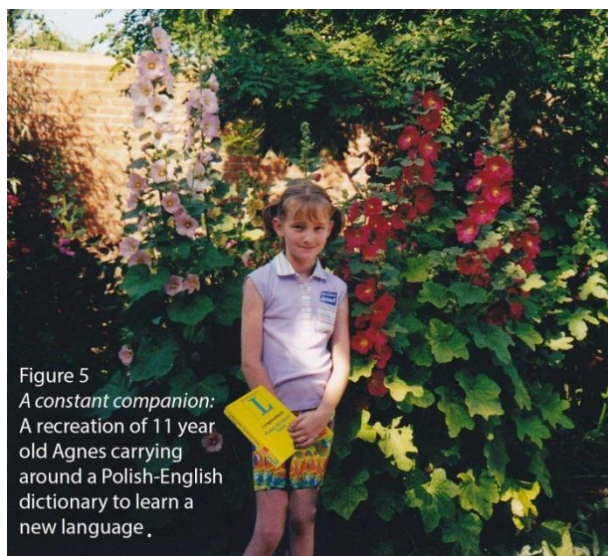 Figure 5
A constant companion:
A recreation of 11 year
old Agnes carrying
around a Polish-English
dictionary to learn a
new language .
L